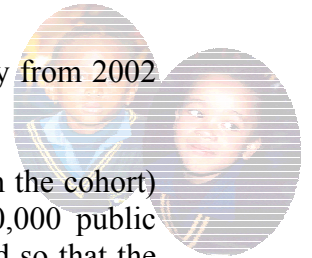 y from 2002
n the cohort)
0,000 public
d so that the